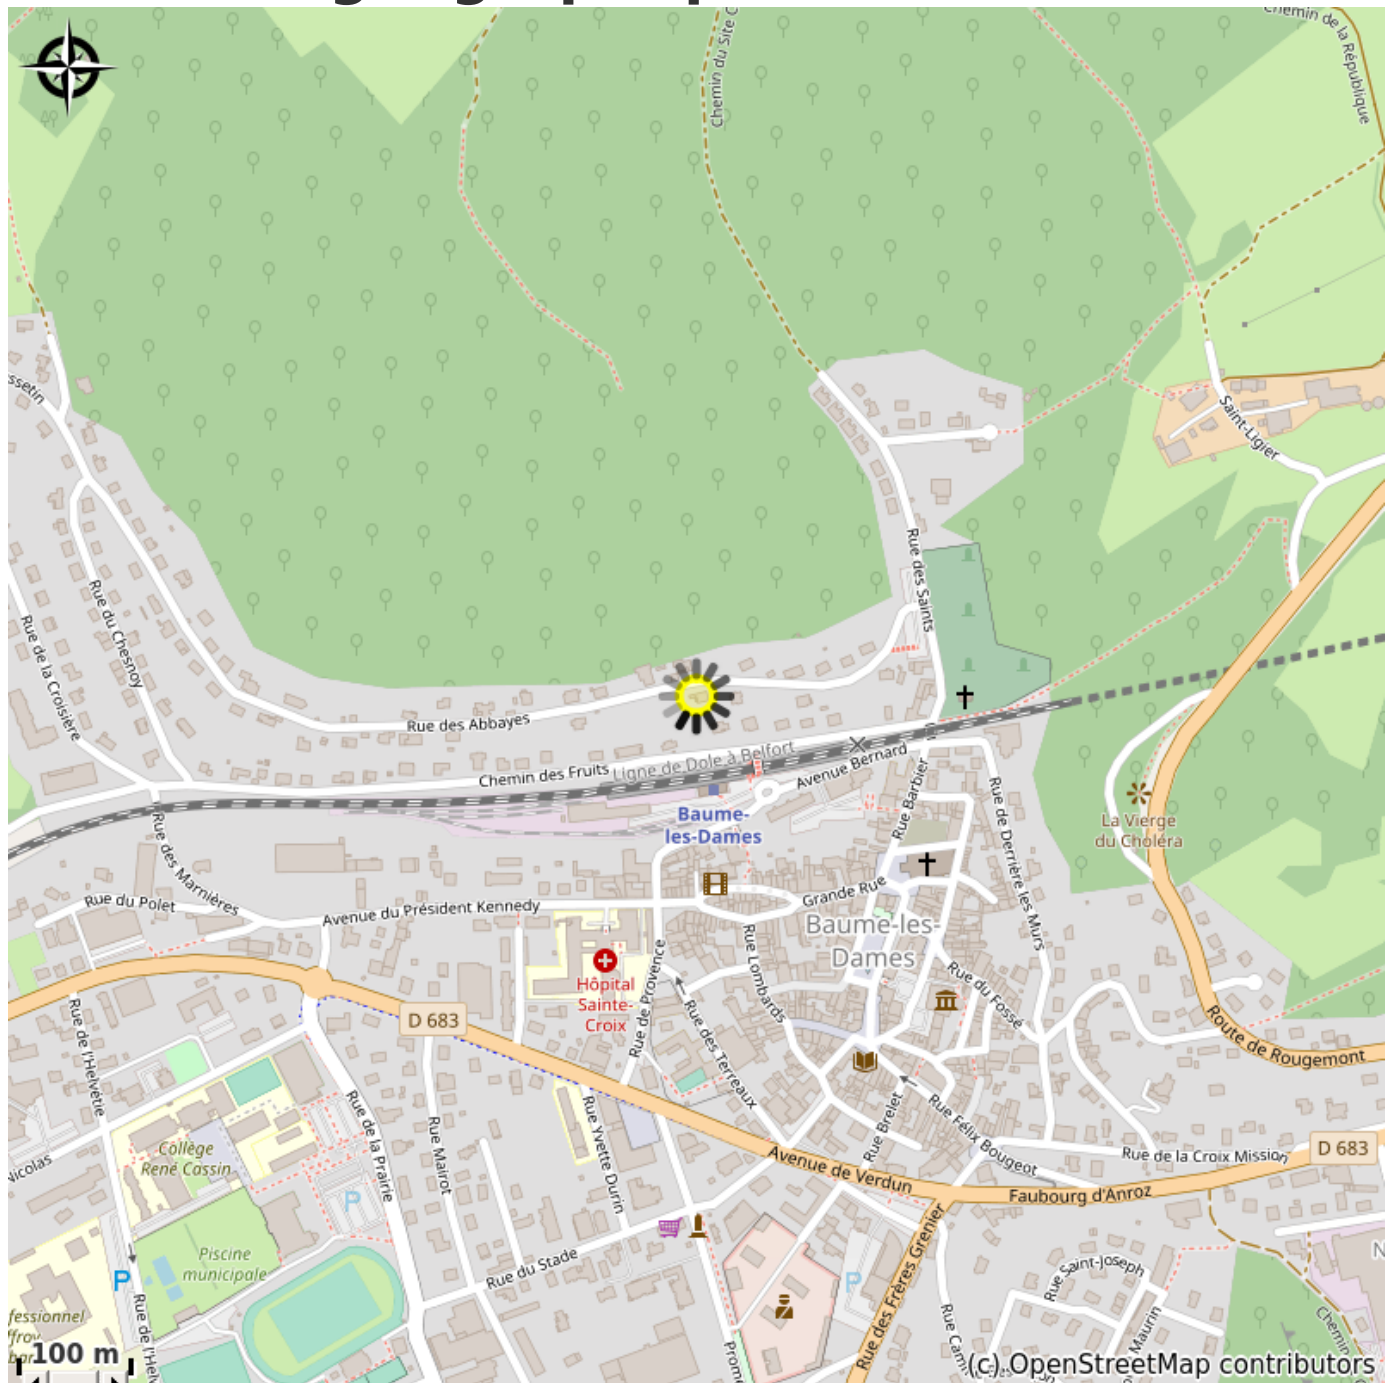 Chemin de la République
Chemin du Site
Saint-Ligier
Rue des Saints
Rue du Chesnoy
Rue de la Croisière
Rue des Abbayes
Ligne de Dole à Belfort
Chemin des Fruits
Avenue Bernard
Rue Barbier
Rue de Derrière les Murs
La Vierge
du Choléra
Baume-
les-Dames
Rue des Marnières
Rue du Polet
Avenue du Président Kennedy
Grande Rue
Baume-les-
Dames
Rue Lombards
Rue de Provence
Rue du Fossé
Hôpital
Sainte-
Croix
D 683
Rue de l'Helvétie
Rue des Terreaux
Route de Rougemont
Rue de la Prairie
Rue Mairot
Rue Yvette Durin
Rue Brelet
Rue Félix Bougeot
Collège
René Cassin
Nicolas
Rue de la Croix Mission
D 683
Avenue de Verdun
Faubourg d'Anroz
Piscine
municipale
P
P
P
Rue du Stade
Rue des Frères Grenier
Rue Saint-Joseph
Maurin
100 m
(c) OpenStreetMap contributors